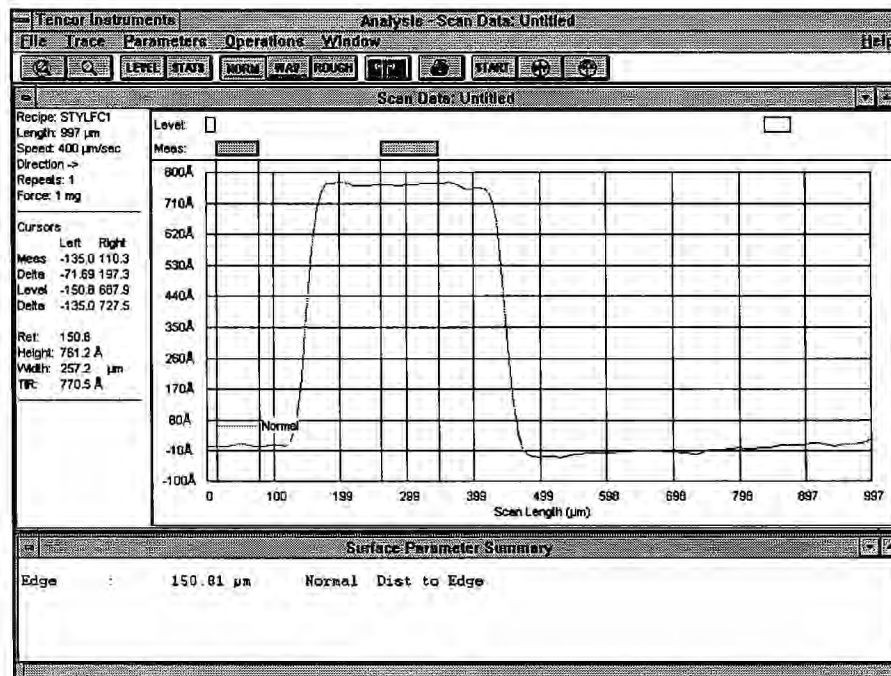 Tencor Instruments Analysis - Scan Data: Untitled
File Trace Parameters Operations Window Help
LEVEL STATS NORM WAV ROUGH START
Scan Data: Untitled
Recipe: STYLFC1
Length: 997 µm
Speed: 400 µm/sec
Direction ->
Repeats: 1
Force: 1 mg
Cursors
Left Right
Meas -135.0 110.3
Delta -71.69 197.3
Level -150.8 687.9
Delta -135.0 727.5
Ref: 150.8
Height: 761.2 Å
Width: 257.2 µm
TIR: 770.5 Å
Level:
Meas:
800Å
710Å
620Å
530Å
440Å
350Å
260Å
170Å
80Å
-10Å
-100Å
Normal
0 100 199 299 399 499 598 698 798 897 997
Scan Length (µm)
Surface Parameter Summary
Edge : 150.81 µm Normal Dist to Edge